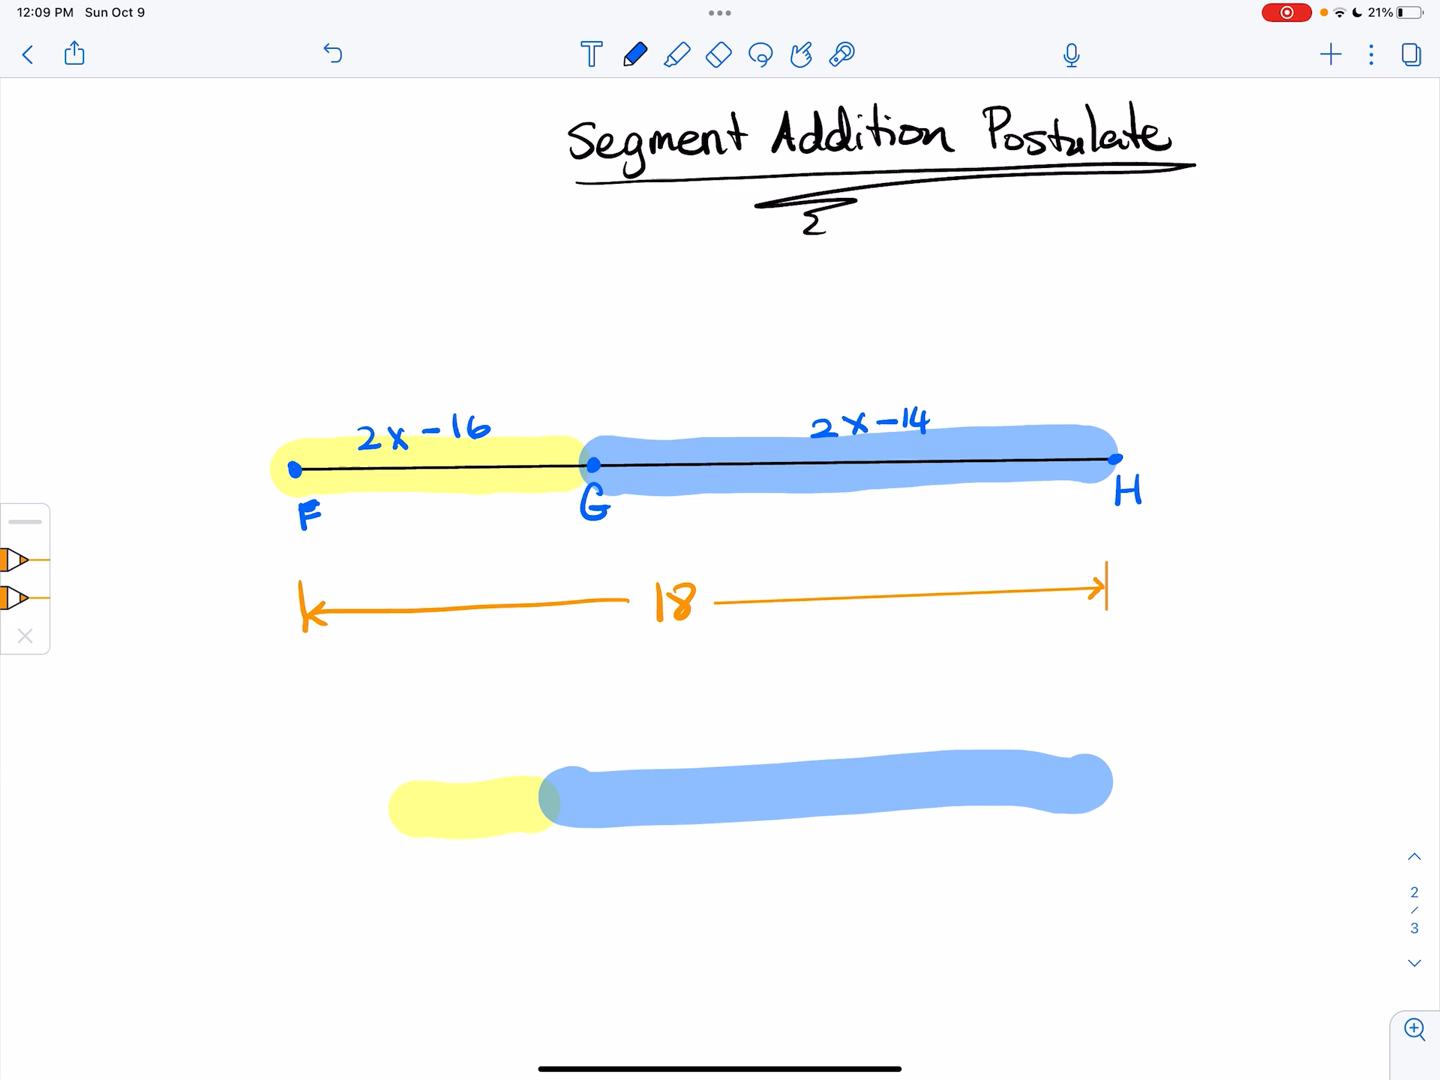 12:09 PM Sun Oct 9
21%
T
Segment Addition Postulate
2
2x-16
2x-14
F
G
H
18
2
/
3